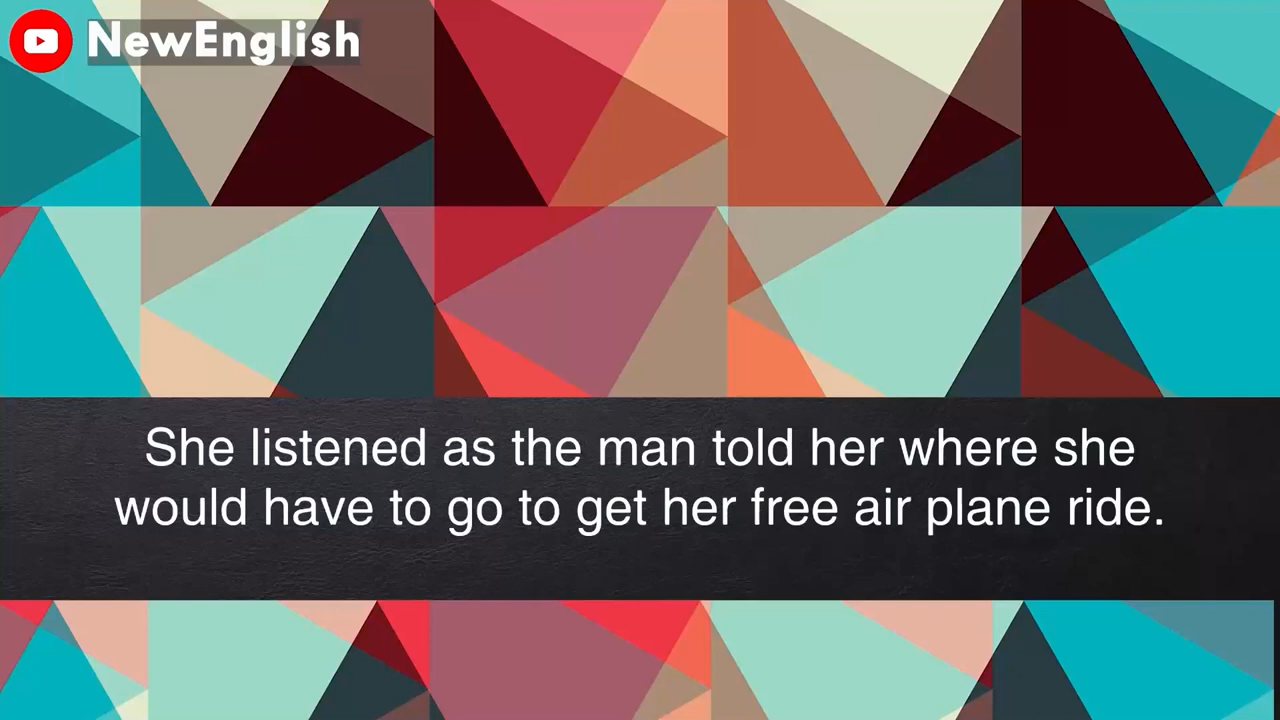 NewEnglish
She listened as the man told her where she
would have to go to get her free air plane ride.